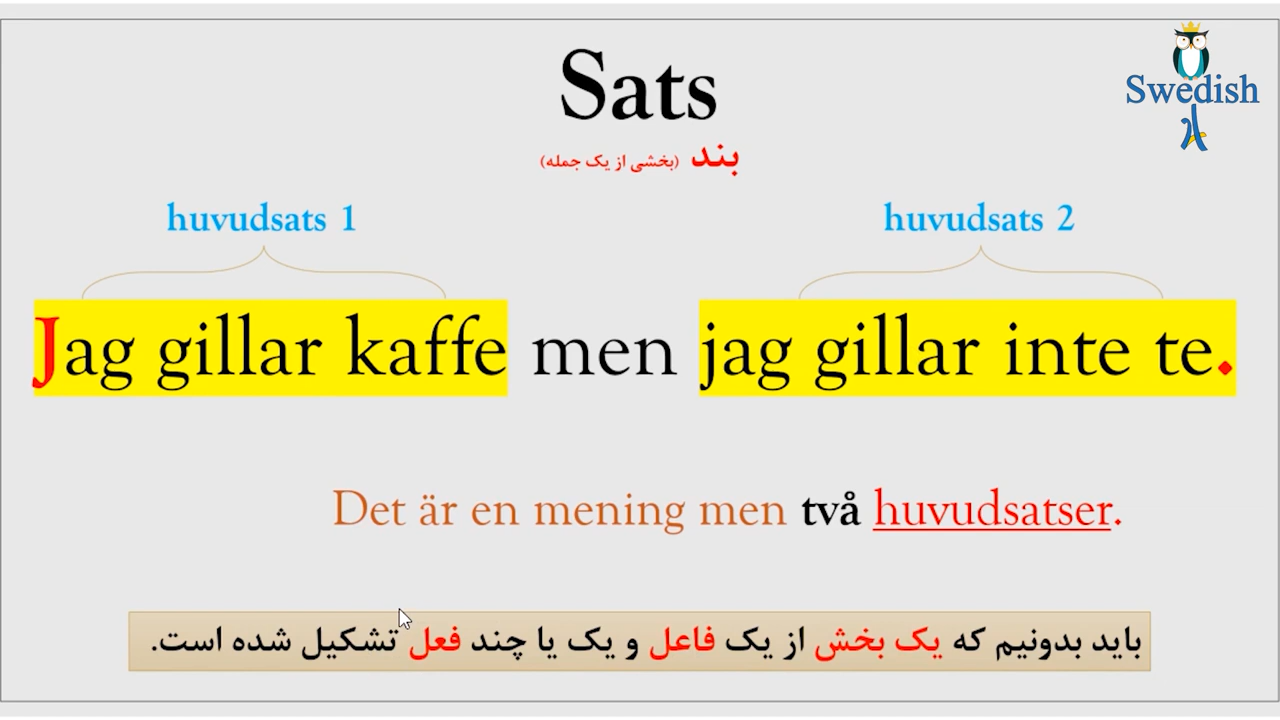 Sats
Swedish
بند (بخشی از یک جمله)
huvudsats 1
huvudsats 2
Jag gillar kaffe men jag gillar inte te.
Det är en mening men två huvudsatser.
باید بدونیم که یک بخش از یک فاعل و یک یا چند فعل تشکیل شده است.